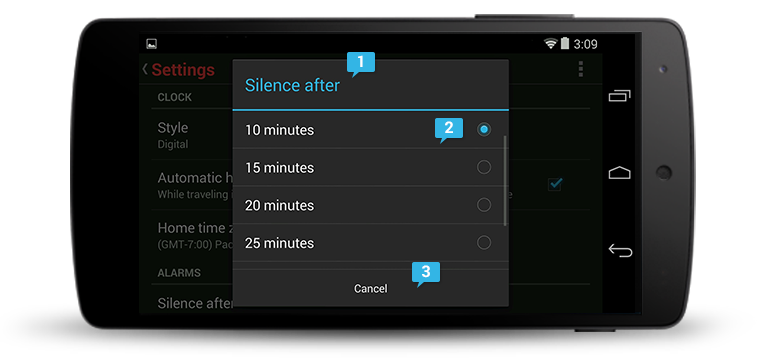 3:09
1
Settings
Silence after
CLOCK
10 minutes
2
Style
Digital
15 minutes
Automatic h
While traveling i
e
20 minutes
Home time z
(GMT-7:00) Pac
25 minutes
ALARMS
3
Cancel
Silence after